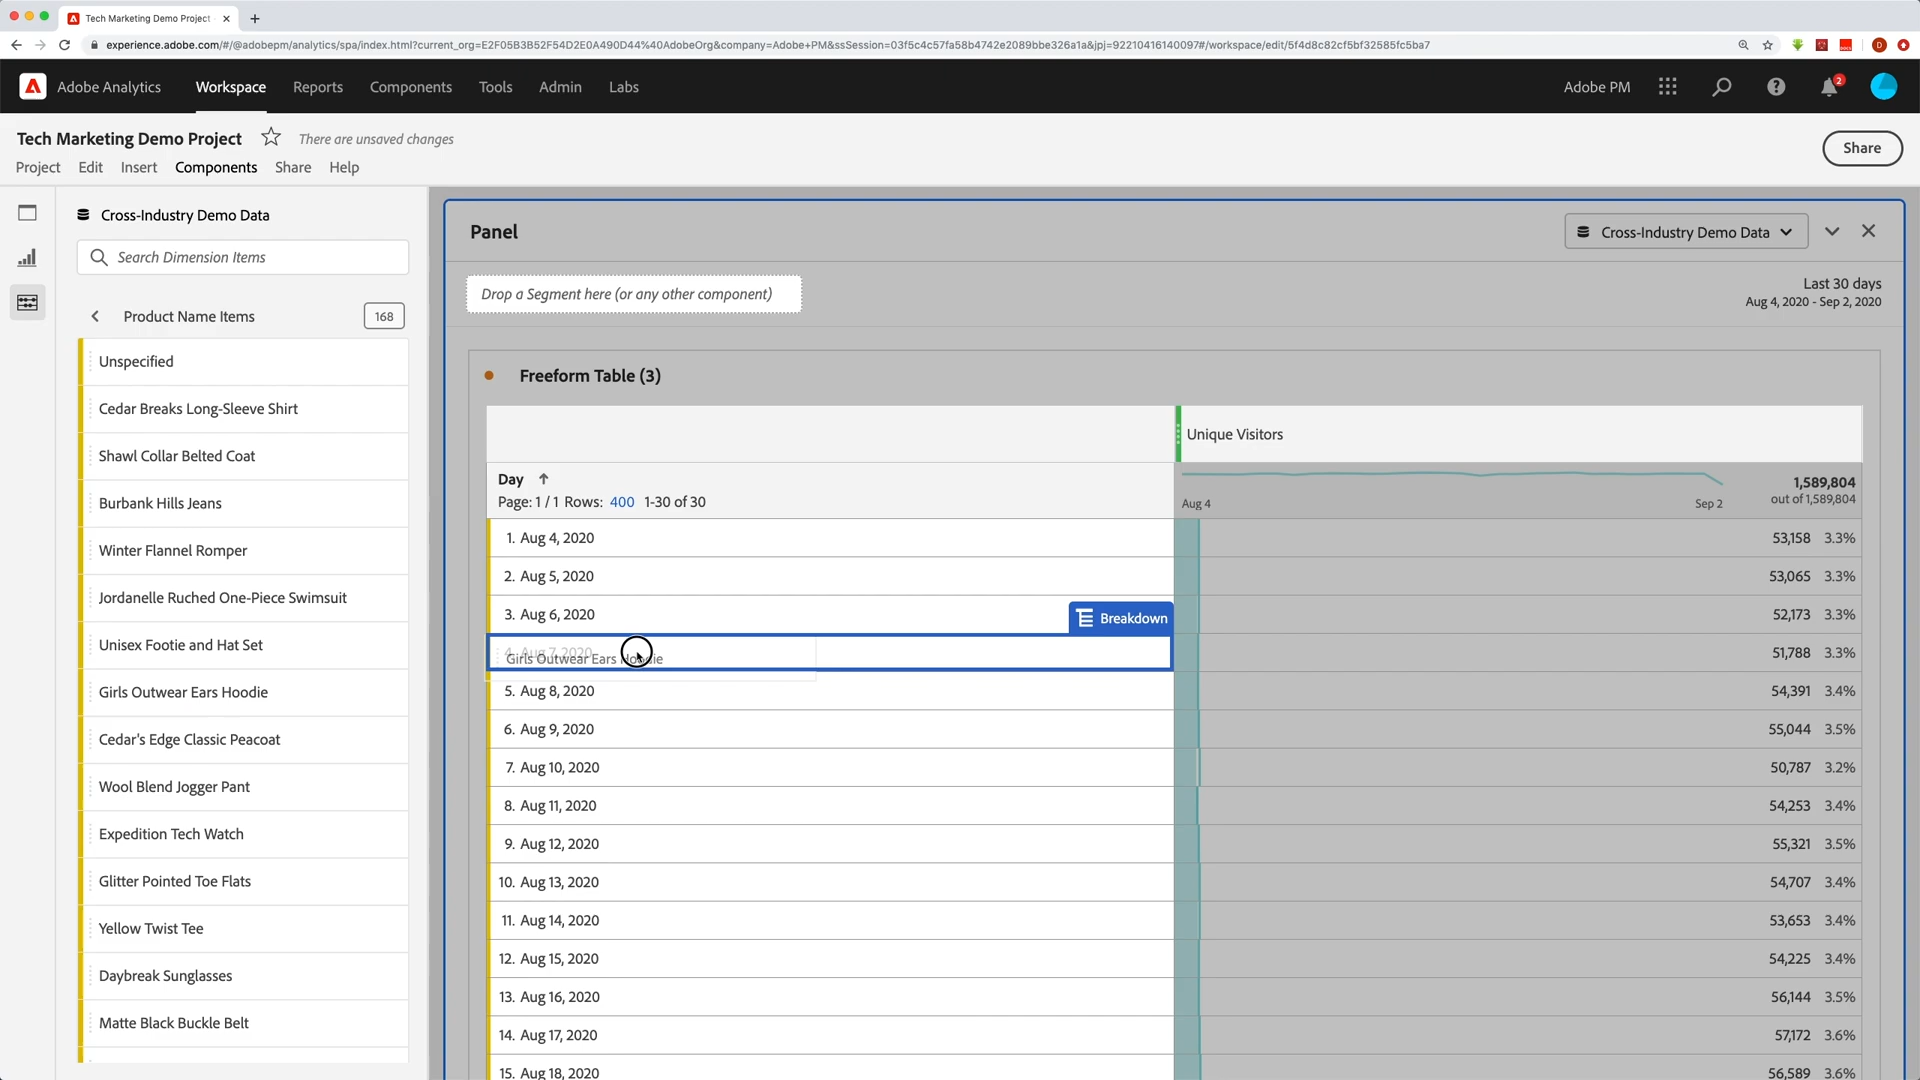 Tech Marketing Demo Project
experience.adobe.com/#/@adobepm/analytics/spa/index.html?current_org=E2F05B3B52F54D2E0A490D44%40AdobeOrg&company=Adobe+PM&ssSession=03f5c4c57fa58b4742e2089bbe326a1a&jpj=92210416140097#/workspace/edit/5f4d8c82cf5bf32585fc5ba7
D
Adobe Analytics Workspace Reports Components Tools Admin Labs Adobe PM 2
Tech Marketing Demo Project There are unsaved changes
Share
Project Edit Insert Components Share Help
Cross-Industry Demo Data
Search Dimension Items
Product Name Items 168
Unspecified
Cedar Breaks Long-Sleeve Shirt
Shawl Collar Belted Coat
Burbank Hills Jeans
Winter Flannel Romper
Jordanelle Ruched One-Piece Swimsuit
Unisex Footie and Hat Set
Girls Outwear Ears Hoodie
Cedar's Edge Classic Peacoat
Wool Blend Jogger Pant
Expedition Tech Watch
Glitter Pointed Toe Flats
Yellow Twist Tee
Daybreak Sunglasses
Matte Black Buckle Belt
Panel
Cross-Industry Demo Data
Drop a Segment here (or any other component)
Last 30 days
Aug 4, 2020 - Sep 2, 2020
Freeform Table (3)
Unique Visitors
Day
Page: 1 / 1 Rows: 400 1-30 of 30
Aug 4 Sep 2
1,589,804
out of 1,589,804
1. Aug 4, 2020 53,158 3.3%
2. Aug 5, 2020 53,065 3.3%
3. Aug 6, 2020 52,173 3.3%
Breakdown
4. Aug 7, 2020 51,788 3.3%
Girls Outwear Ears Hoodie
5. Aug 8, 2020 54,391 3.4%
6. Aug 9, 2020 55,044 3.5%
7. Aug 10, 2020 50,787 3.2%
8. Aug 11, 2020 54,253 3.4%
9. Aug 12, 2020 55,321 3.5%
10. Aug 13, 2020 54,707 3.4%
11. Aug 14, 2020 53,653 3.4%
12. Aug 15, 2020 54,225 3.4%
13. Aug 16, 2020 56,144 3.5%
14. Aug 17, 2020 57,172 3.6%
15. Aug 18, 2020 56,589 3.6%